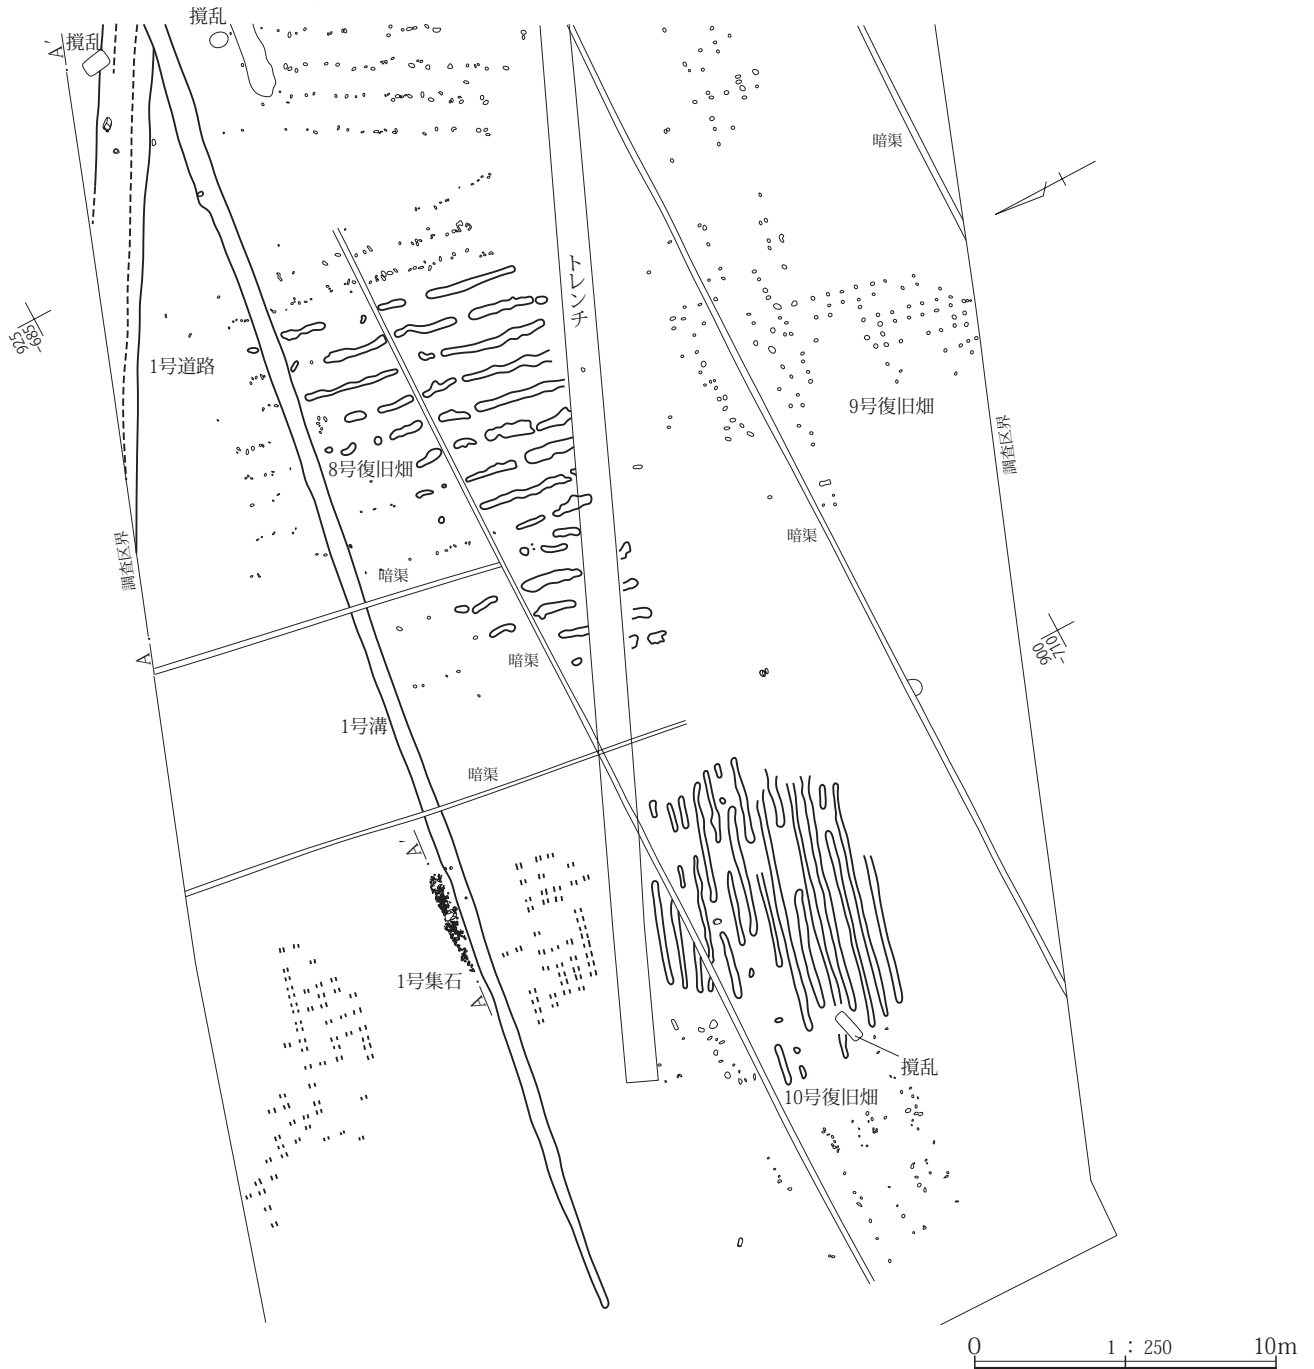 撹乱
撹乱
A'
暗渠
トレンチ
925
-685
1号道路
9号復旧畑
調査区界
8号復旧畑
暗渠
調査区界
暗渠
A
暗渠
900
-710
1号溝
暗渠
A'
1号集石
A
撹乱
10号復旧畑
0 1：250 10m